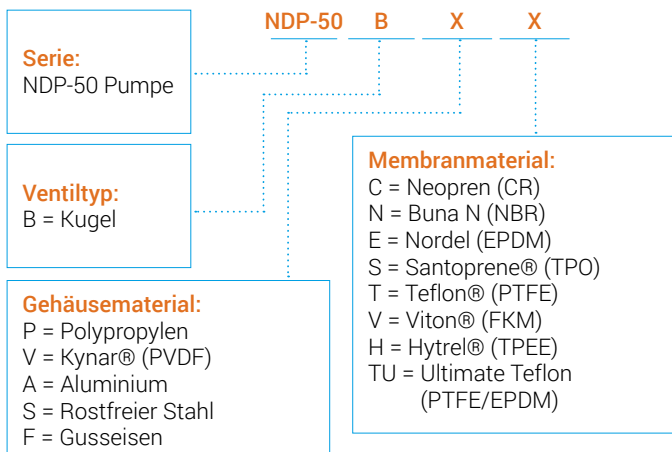 NDP-50 B X X
Serie:
NDP-50 Pumpe
Ventiltyp:
B = Kugel
Gehäusematerial:
P = Polypropylen
V = Kynar® (PVDF)
A = Aluminium
S = Rostfreier Stahl
F = Gusseisen
Membranmaterial:
C = Neopren (CR)
N = Buna N (NBR)
E = Nordel (EPDM)
S = Santoprene® (TPO)
T = Teflon® (PTFE)
V = Viton® (FKM)
H = Hytrel® (TPEE)
TU = Ultimate Teflon
(PTFE/EPDM)